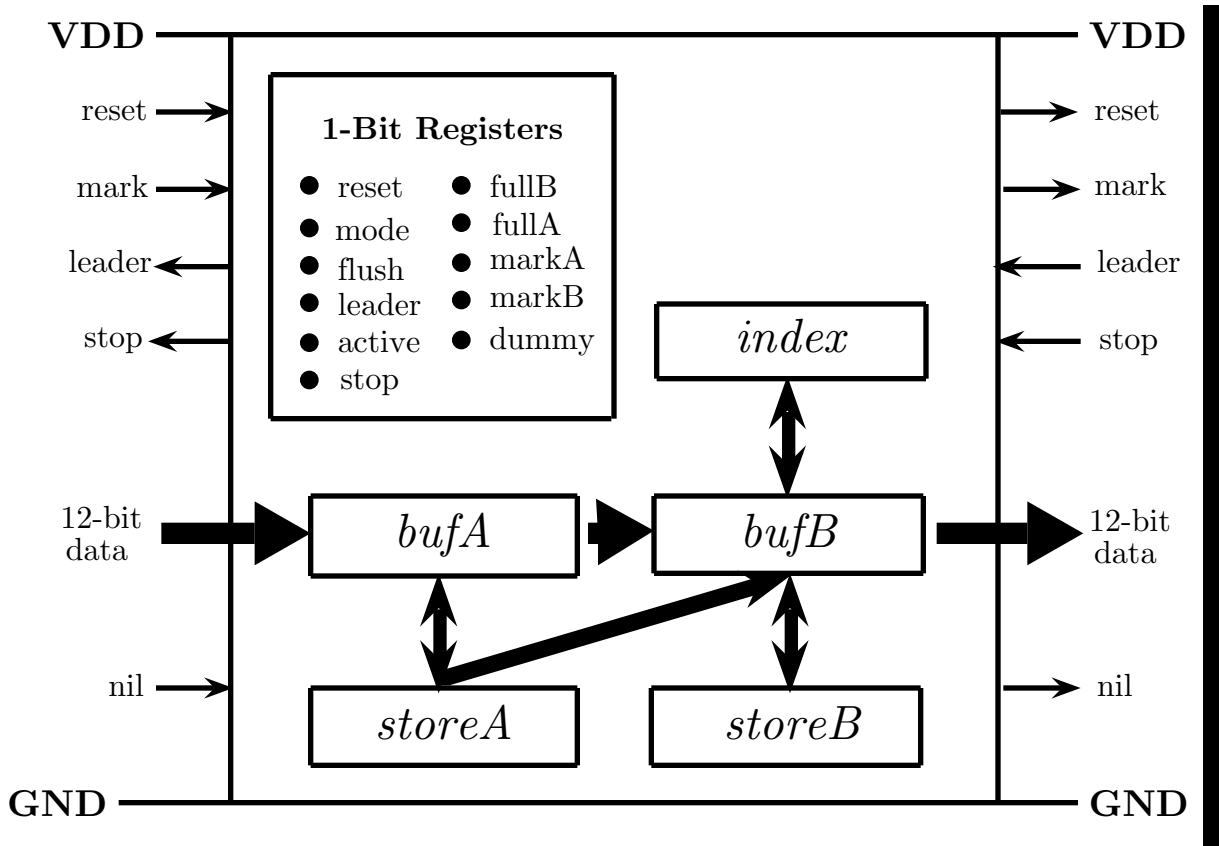 VDD VDD
reset reset
1-Bit Registers
mark mark
reset fullB
mode fullA
flush markA
leader markB
active dummy
stop
leader leader
stop stop
index
12-bit
data
bufA bufB
12-bit
data
nil nil
storeA storeB
GND GND